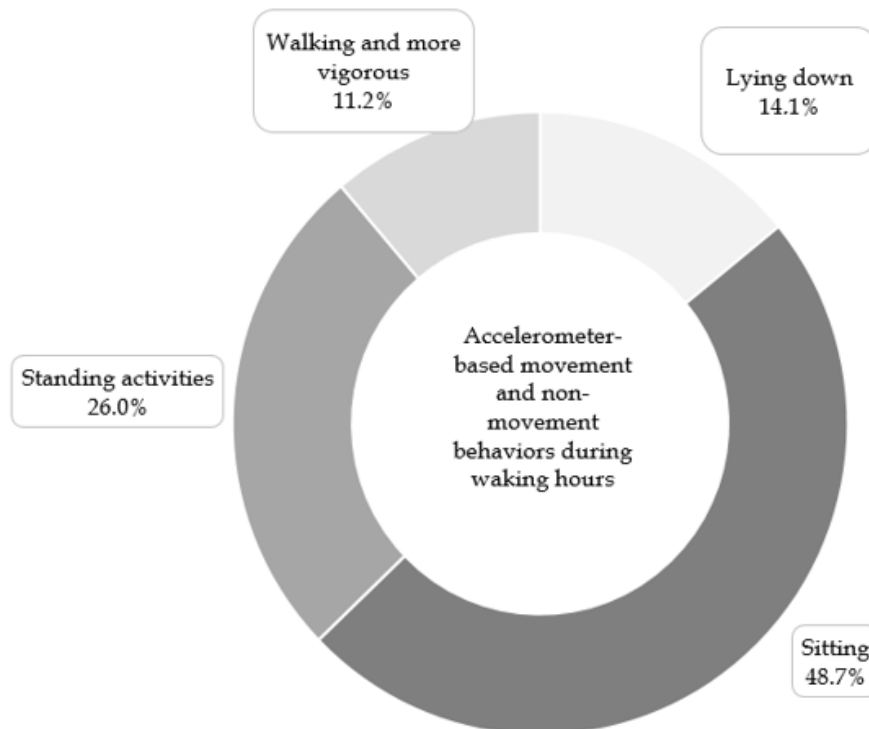 Walking and more
vigorous
11.2%
Lying down
14.1%
Accelerometer-
based movement
and non-
movement
behaviors during
waking hours
Standing activities
26.0%
Sitting
48.7%